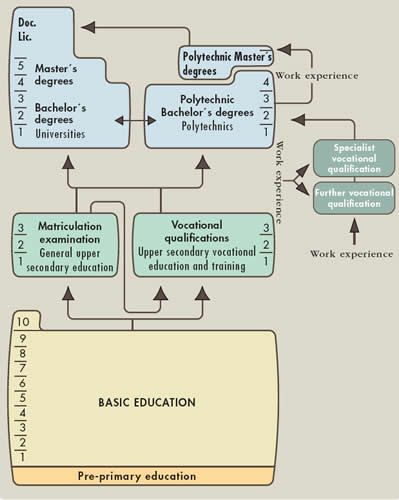 Doc.
Lic.
5
4
3
2
1
Master´s
degrees
Bachelor´s
degrees
Universities
Polytechnic Master´s
degrees
Work experience
4
3
2
1
Polytechnic
Bachelor´s degrees
Polytechnics
Work experience
Specialist
vocational
qualification
Further vocational
qualification
Work experience
3
2
1
Matriculation
examination
General upper
secondary education
Vocational
qualifications
Upper secondary vocational
education and training
3
2
1
10
9
8
7
6
5
4
3
2
1
BASIC EDUCATION
Pre-primary education